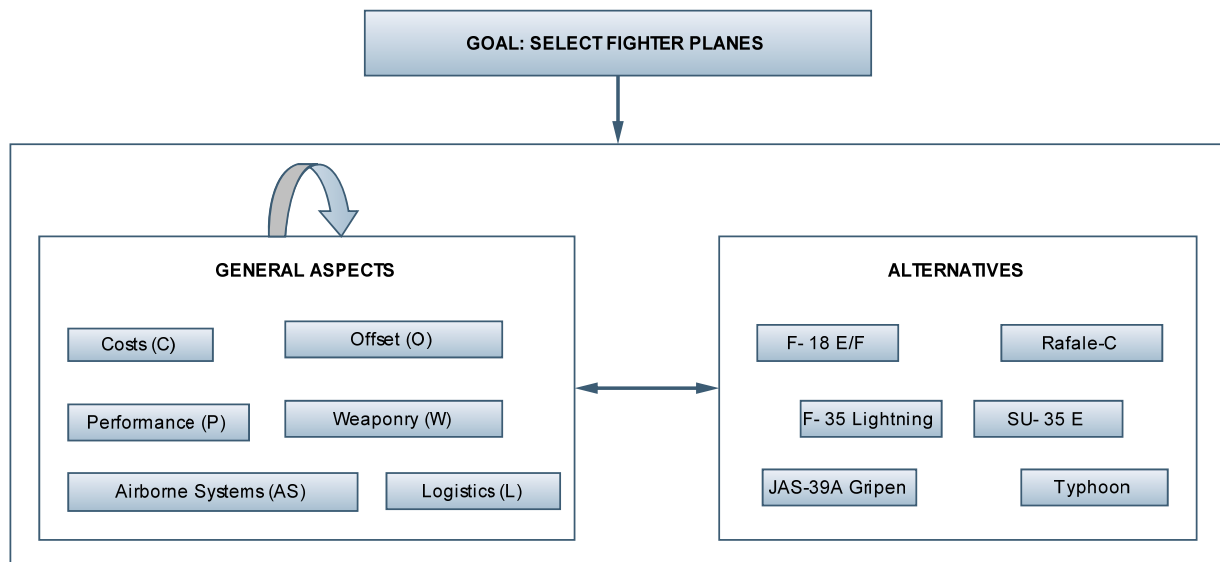 GOAL: SELECT FIGHTER PLANES
GENERAL ASPECTS
Costs (C)
Offset (O)
Performance (P)
Weaponry (W)
Airborne Systems (AS)
Logistics (L)
ALTERNATIVES
F- 18 E/F
Rafale-C
F- 35 Lightning
SU- 35 E
JAS-39A Gripen
Typhoon